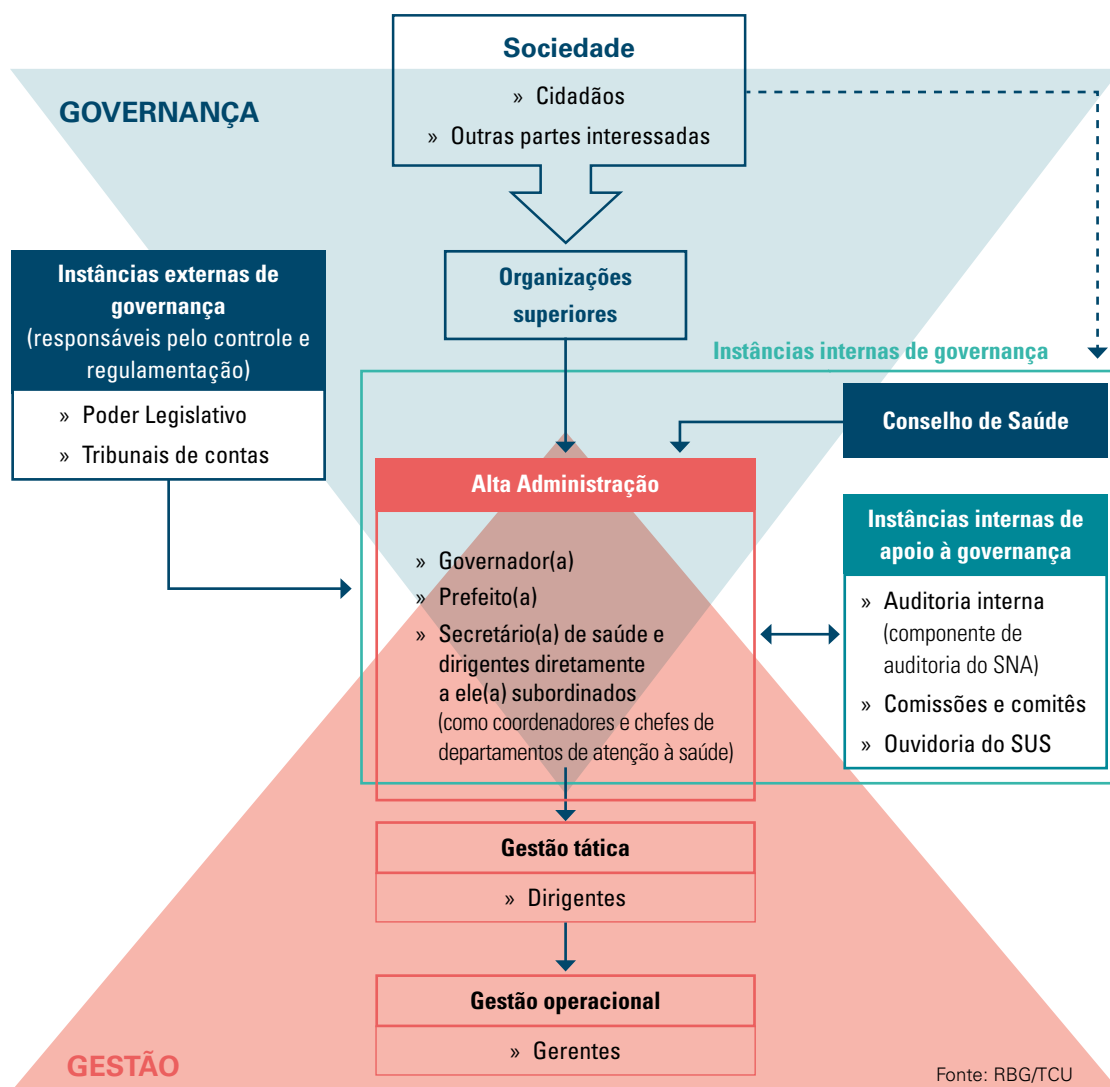 Sociedade
» Cidadãos
» Outras partes interessadas
GOVERNANÇA
Organizações
superiores
Instâncias externas de
governança
(responsáveis pelo controle e
regulamentação)
» Poder Legislativo
» Tribunais de contas
Instâncias internas de governança
Conselho de Saúde
Alta Administração
» Governador(a)
» Prefeito(a)
» Secretário(a) de saúde e
dirigentes diretamente
a ele(a) subordinados
(como coordenadores e chefes de
departamentos de atenção à saúde)
Instâncias internas de
apoio à governança
» Auditoria interna
(componente de
auditoria do SNA)
» Comissões e comitês
» Ouvidoria do SUS
Gestão tática
» Dirigentes
Gestão operacional
» Gerentes
GESTÃO
Fonte: RBG/TCU